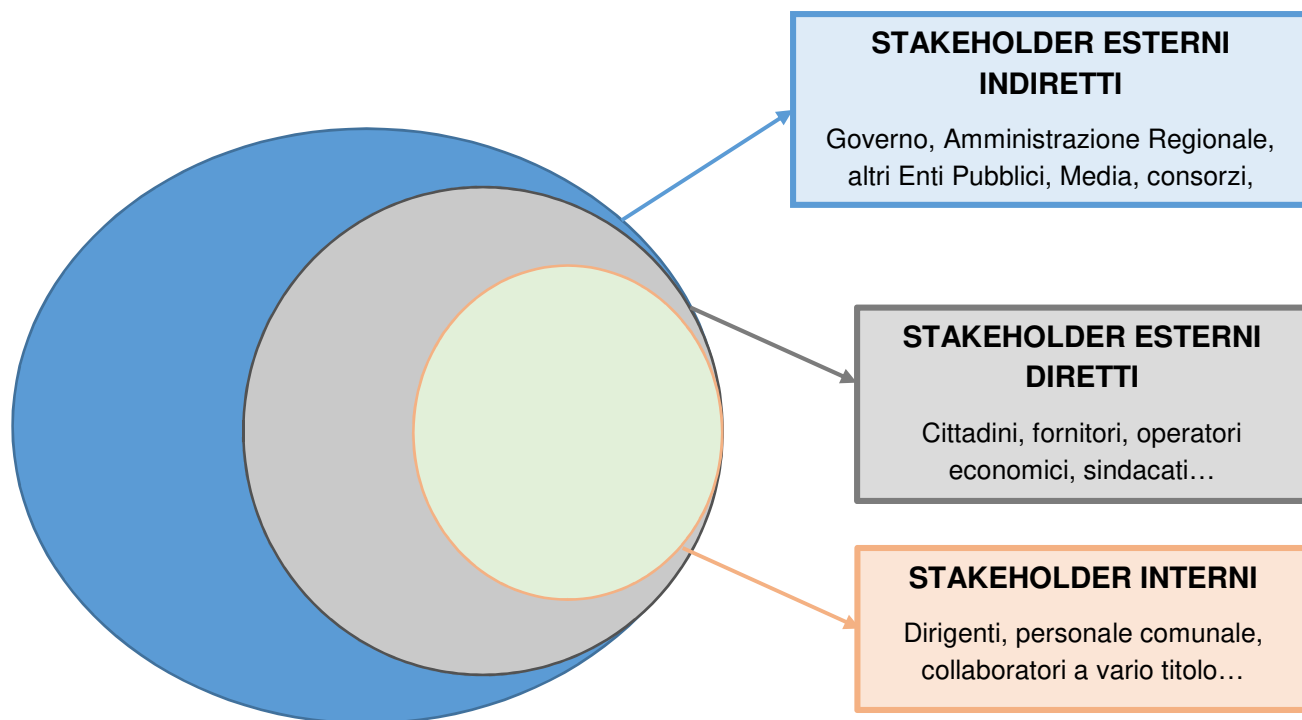 STAKEHOLDER ESTERNI
INDIRETTI
Governo, Amministrazione Regionale,
altri Enti Pubblici, Media, consorzi,
STAKEHOLDER ESTERNI
DIRETTI
Cittadini, fornitori, operatori
economici, sindacati…
STAKEHOLDER INTERNI
Dirigenti, personale comunale,
collaboratori a vario titolo…